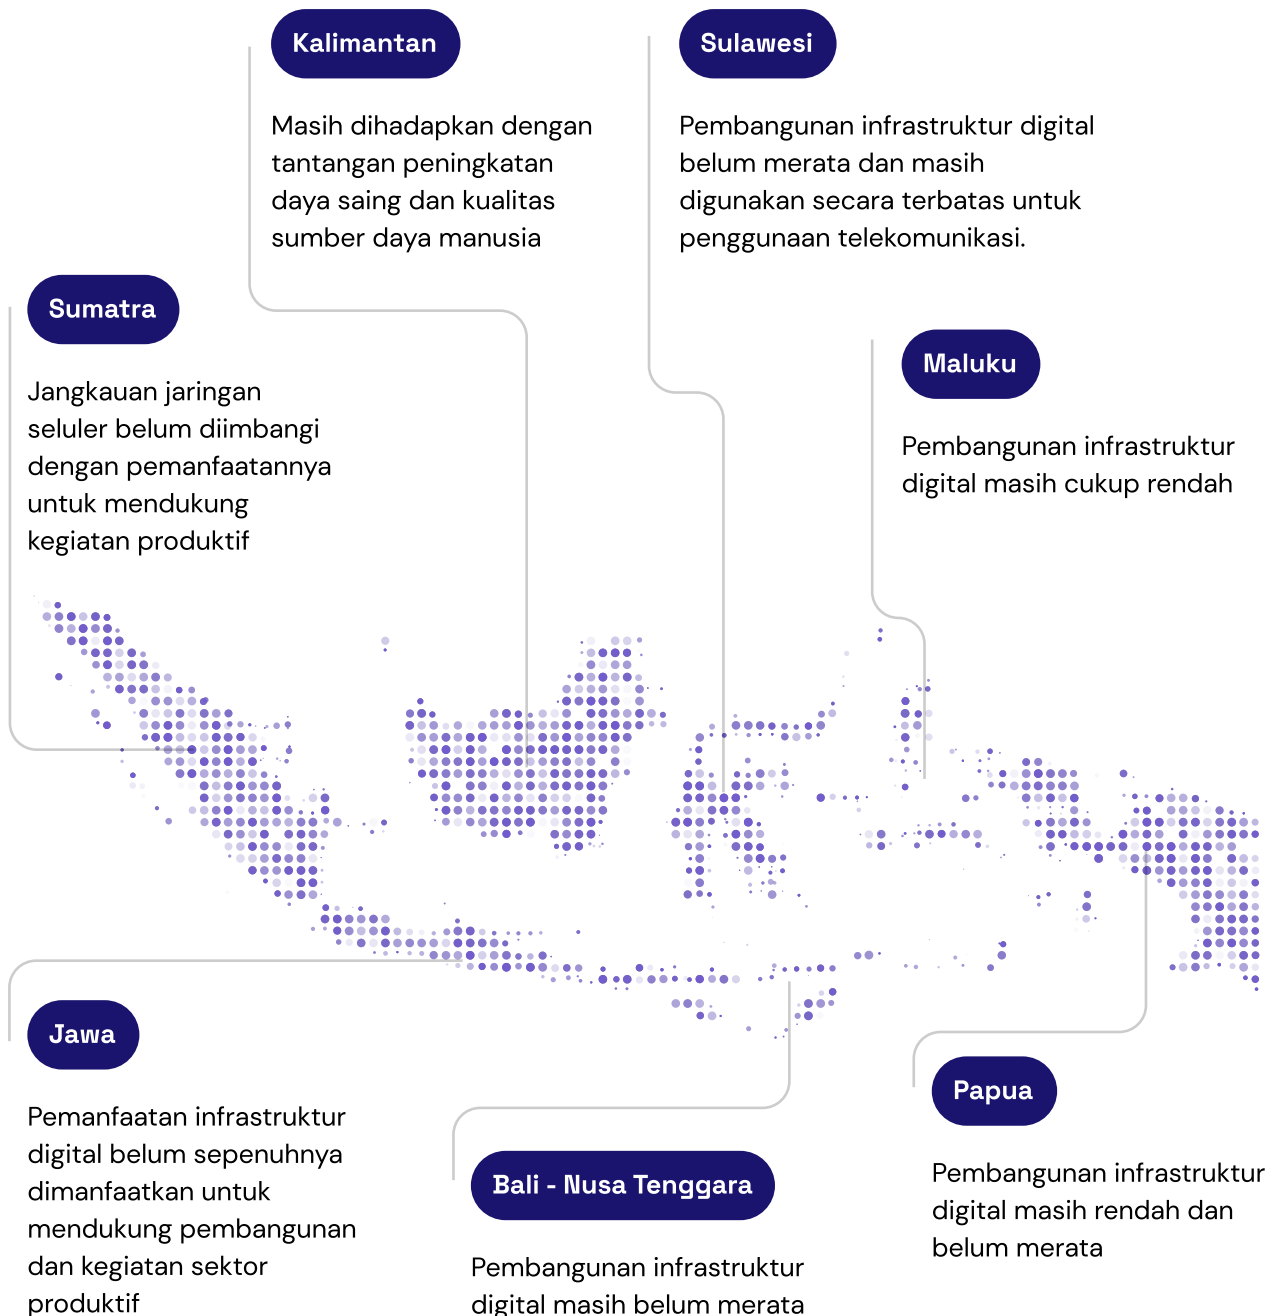 Kalimantan
Masih dihadapkan dengan
tantangan peningkatan
daya saing dan kualitas
sumber daya manusia
Sulawesi
Pembangunan infrastruktur digital
belum merata dan masih
digunakan secara terbatas untuk
penggunaan telekomunikasi.
Sumatra
Jangkauan jaringan
seluler belum diimbangi
dengan pemanfaatannya
untuk mendukung
kegiatan produktif
Maluku
Pembangunan infrastruktur
digital masih cukup rendah
Jawa
Pemanfaatan infrastruktur
digital belum sepenuhnya
dimanfaatkan untuk
mendukung pembangunan
dan kegiatan sektor
produktif
Bali - Nusa Tenggara
Pembangunan infrastruktur
digital masih belum merata
Papua
Pembangunan infrastruktur
digital masih rendah dan
belum merata